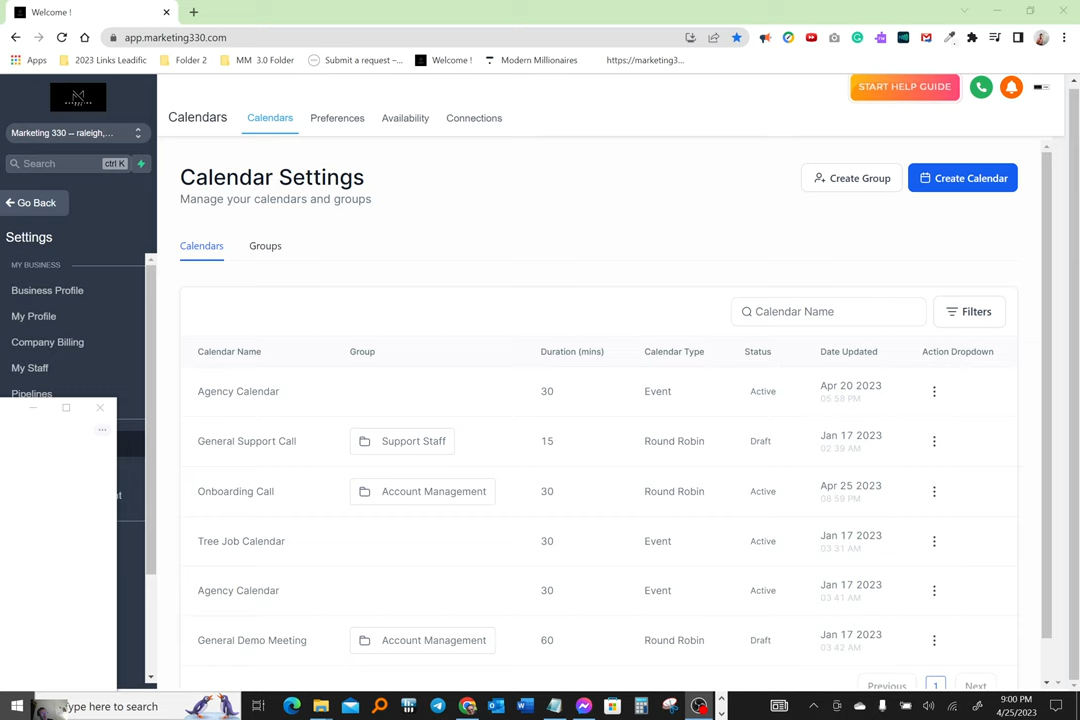 Welcome !
app.marketing330.com
Apps
2023 Links Leadific
Folder 2
MM 3.0 Folder
Submit a request –...
Welcome !
Modern Millionaires
https://marketing3...
Marketing 330 -- raleigh,...
Search
ctrl K
Go Back
Settings
MY BUSINESS
Business Profile
My Profile
Company Billing
My Staff
Pipelines
START HELP GUIDE
Calendars
Calendars
Preferences
Availability
Connections
Calendar Settings
Manage your calendars and groups
Create Group
Create Calendar
Calendars
Groups
Calendar Name
Filters
Calendar Name
Group
Duration (mins)
Calendar Type
Status
Date Updated
Action Dropdown
Agency Calendar
30
Event
Active
Apr 20 2023
05 58 PM
General Support Call
Support Staff
15
Round Robin
Draft
Jan 17 2023
02 39 AM
Onboarding Call
Account Management
30
Round Robin
Active
Apr 25 2023
08 59 PM
Tree Job Calendar
30
Event
Active
Jan 17 2023
03 31 AM
Agency Calendar
30
Event
Active
Jan 17 2023
03 41 AM
General Demo Meeting
Account Management
60
Round Robin
Draft
Jan 17 2023
03 42 AM
Previous
1
Next
Type here to search
9:00 PM
4/25/2023